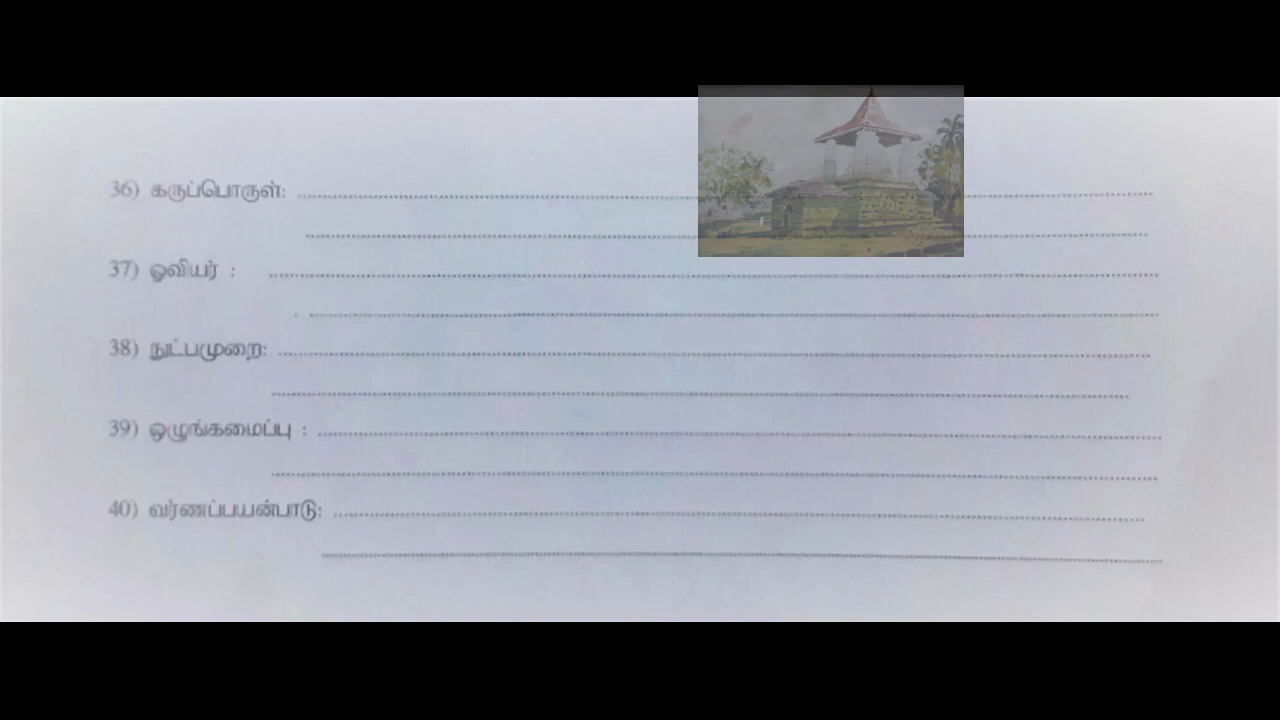 36) கருப்பொருள்:
37) ஓவியர் :
38) நுட்பமுறை:
39) ஒழுங்கமைப்பு :
40) வர்ணப்பயன்பாடு: